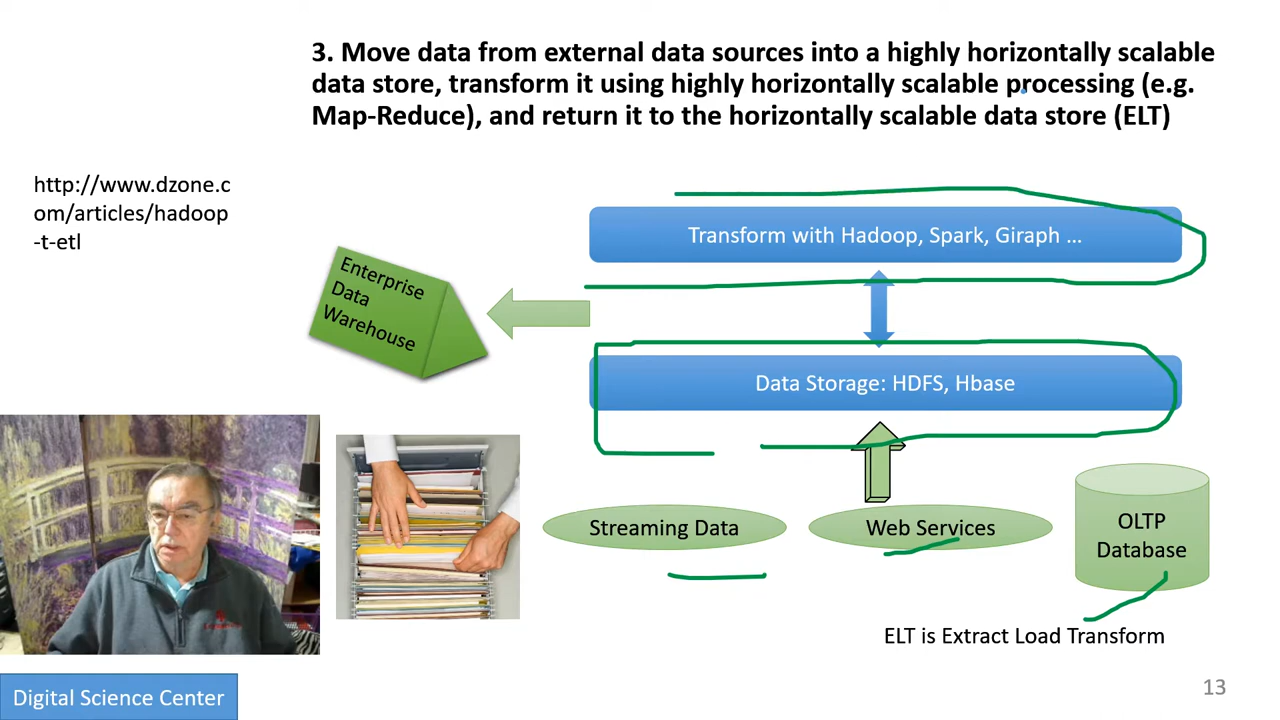 3. Move data from external data sources into a highly horizontally scalable
data store, transform it using highly horizontally scalable processing (e.g.
Map-Reduce), and return it to the horizontally scalable data store (ELT)
http://www.dzone.c
om/articles/hadoop
-t-etl
Transform with Hadoop, Spark, Giraph ...
Enterprise
Data
Warehouse
Data Storage: HDFS, Hbase
Streaming Data
Web Services
OLTP
Database
ELT is Extract Load Transform
Digital Science Center
13